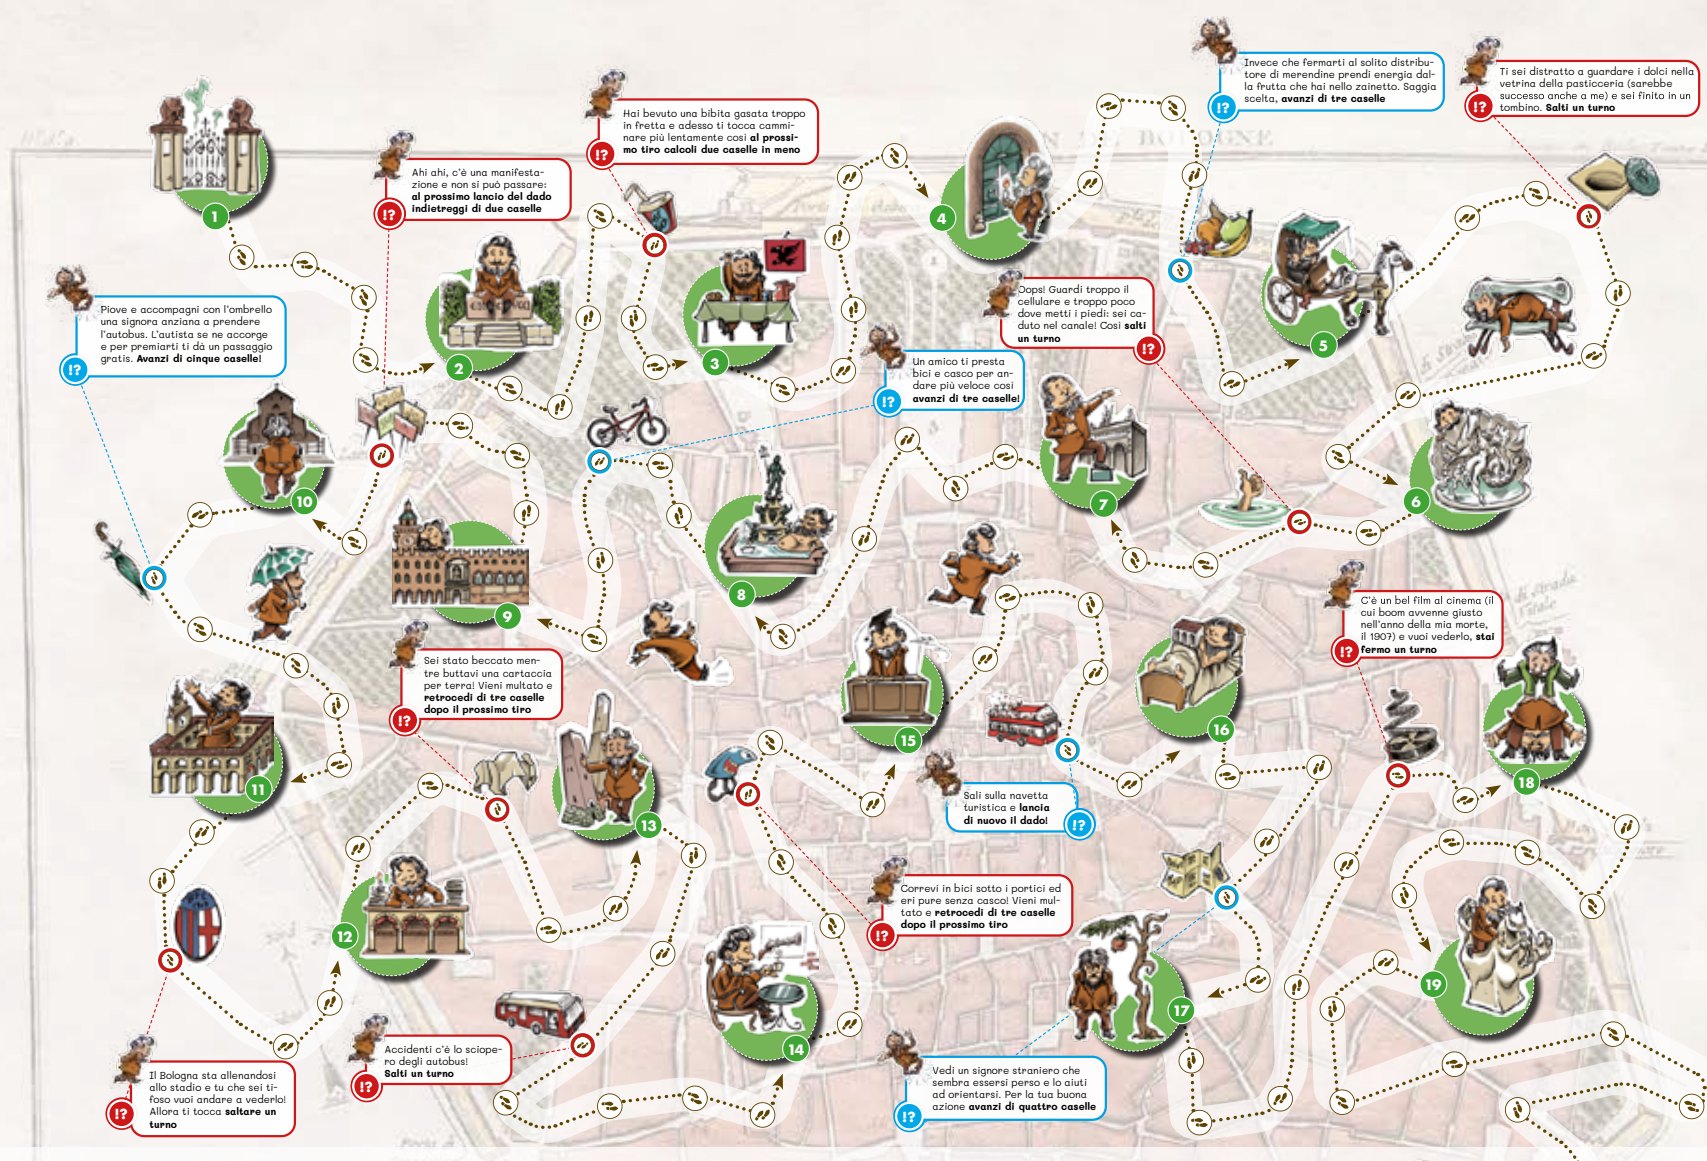 Invece che fermarti al solito distribu-
tore di merendine prendi energia dal-
la frutta che hai nello zainetto. Saggia
scelta, avanzi di tre caselle
!?
Ti sei distratto a guardare i dolci nella
vetrina della pasticceria (sarebbe
successo anche a me) e sei finito in un
tombino. Salti un turno
!?
Hai bevuto una bibita gasata troppo
in fretta e adesso ti tocca cammi-
nare più lentamente così al prossi-
mo tiro calcoli due caselle in meno
!?
N DE BOLOGNE
Ahi ahi, c'è una manifesta-
zione e non si può passare:
al prossimo lancio del dado
indietreggi di due caselle
!?
1
4
Piove e accompagni con l'ombrello
una signora anziana a prendere
l'autobus. L'autista se ne accorge
e per premiarti ti dà un passaggio
gratis. Avanzi di cinque caselle!
!?
Oops! Guardi troppo il
cellulare e troppo poco
dove metti i piedi: sei ca-
duto nel canale! Così salti
un turno
!?
2
3
5
Un amico ti presta
bici e casco per an-
dare più veloce così
avanzi di tre caselle!
!?
10
7
6
9
8
C'è un bel film al cinema (il
cui boom avvenne giusto
nell'anno della mia morte,
il 1907) e vuoi vederlo, stai
fermo un turno
!?
Sei stato beccato men-
tre buttavi una cartaccia
per terra! Vieni multato e
retrocedi di tre caselle
dopo il prossimo tiro
!?
11
13
15
16
18
Sali sulla navetta
turistica e lancia
di nuovo il dado!
!?
Correvi in bici sotto i portici ed
eri pure senza casco! Vieni mul-
tato e retrocedi di tre caselle
dopo il prossimo tiro
!?
12
14
17
19
Accidenti c'è lo sciope-
ro degli autobus!
Salti un turno
!?
Il Bologna sta allenandosi
allo stadio e tu che sei ti-
foso vuoi andare a vederlo!
Allora ti tocca saltare un
turno
!?
Vedi un signore straniero che
sembra essersi perso e lo aiuti
ad orientarsi. Per la tua buona
azione avanzi di quattro caselle
!?